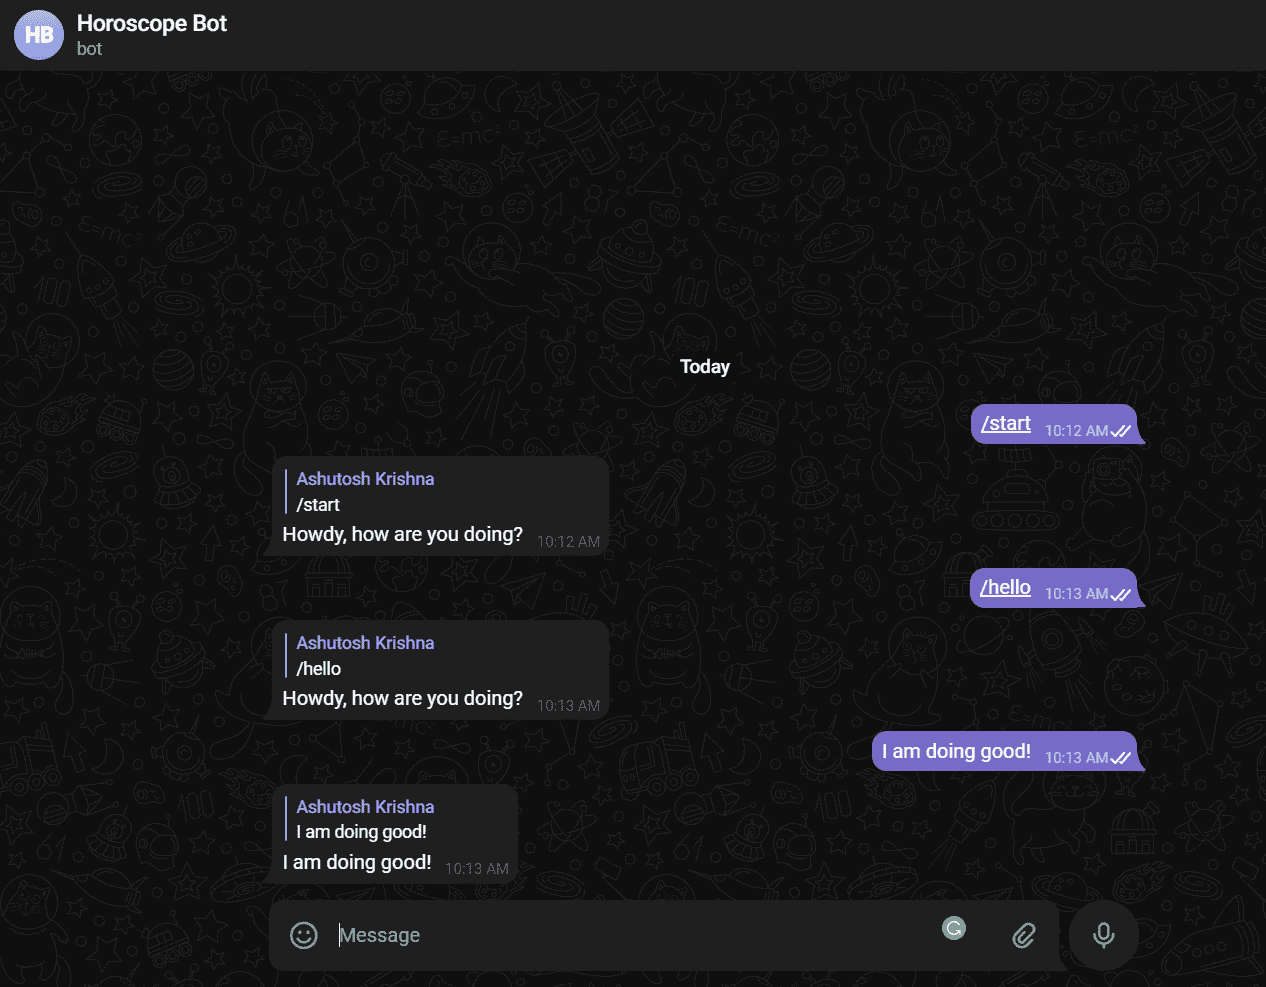 HB
Horoscope Bot
bot
Today
/start 10:12 AM
Ashutosh Krishna
/start
Howdy, how are you doing? 10:12 AM
/hello 10:13 AM
Ashutosh Krishna
/hello
Howdy, how are you doing? 10:13 AM
I am doing good! 10:13 AM
Ashutosh Krishna
I am doing good!
I am doing good! 10:13 AM
Message